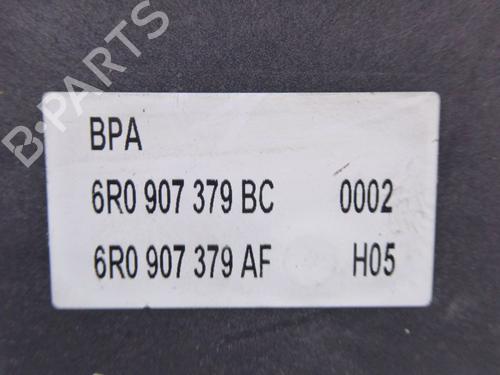 B-PARTS
BPA
6R0 907 379 BC 0002
6R0 907 379 AF H05